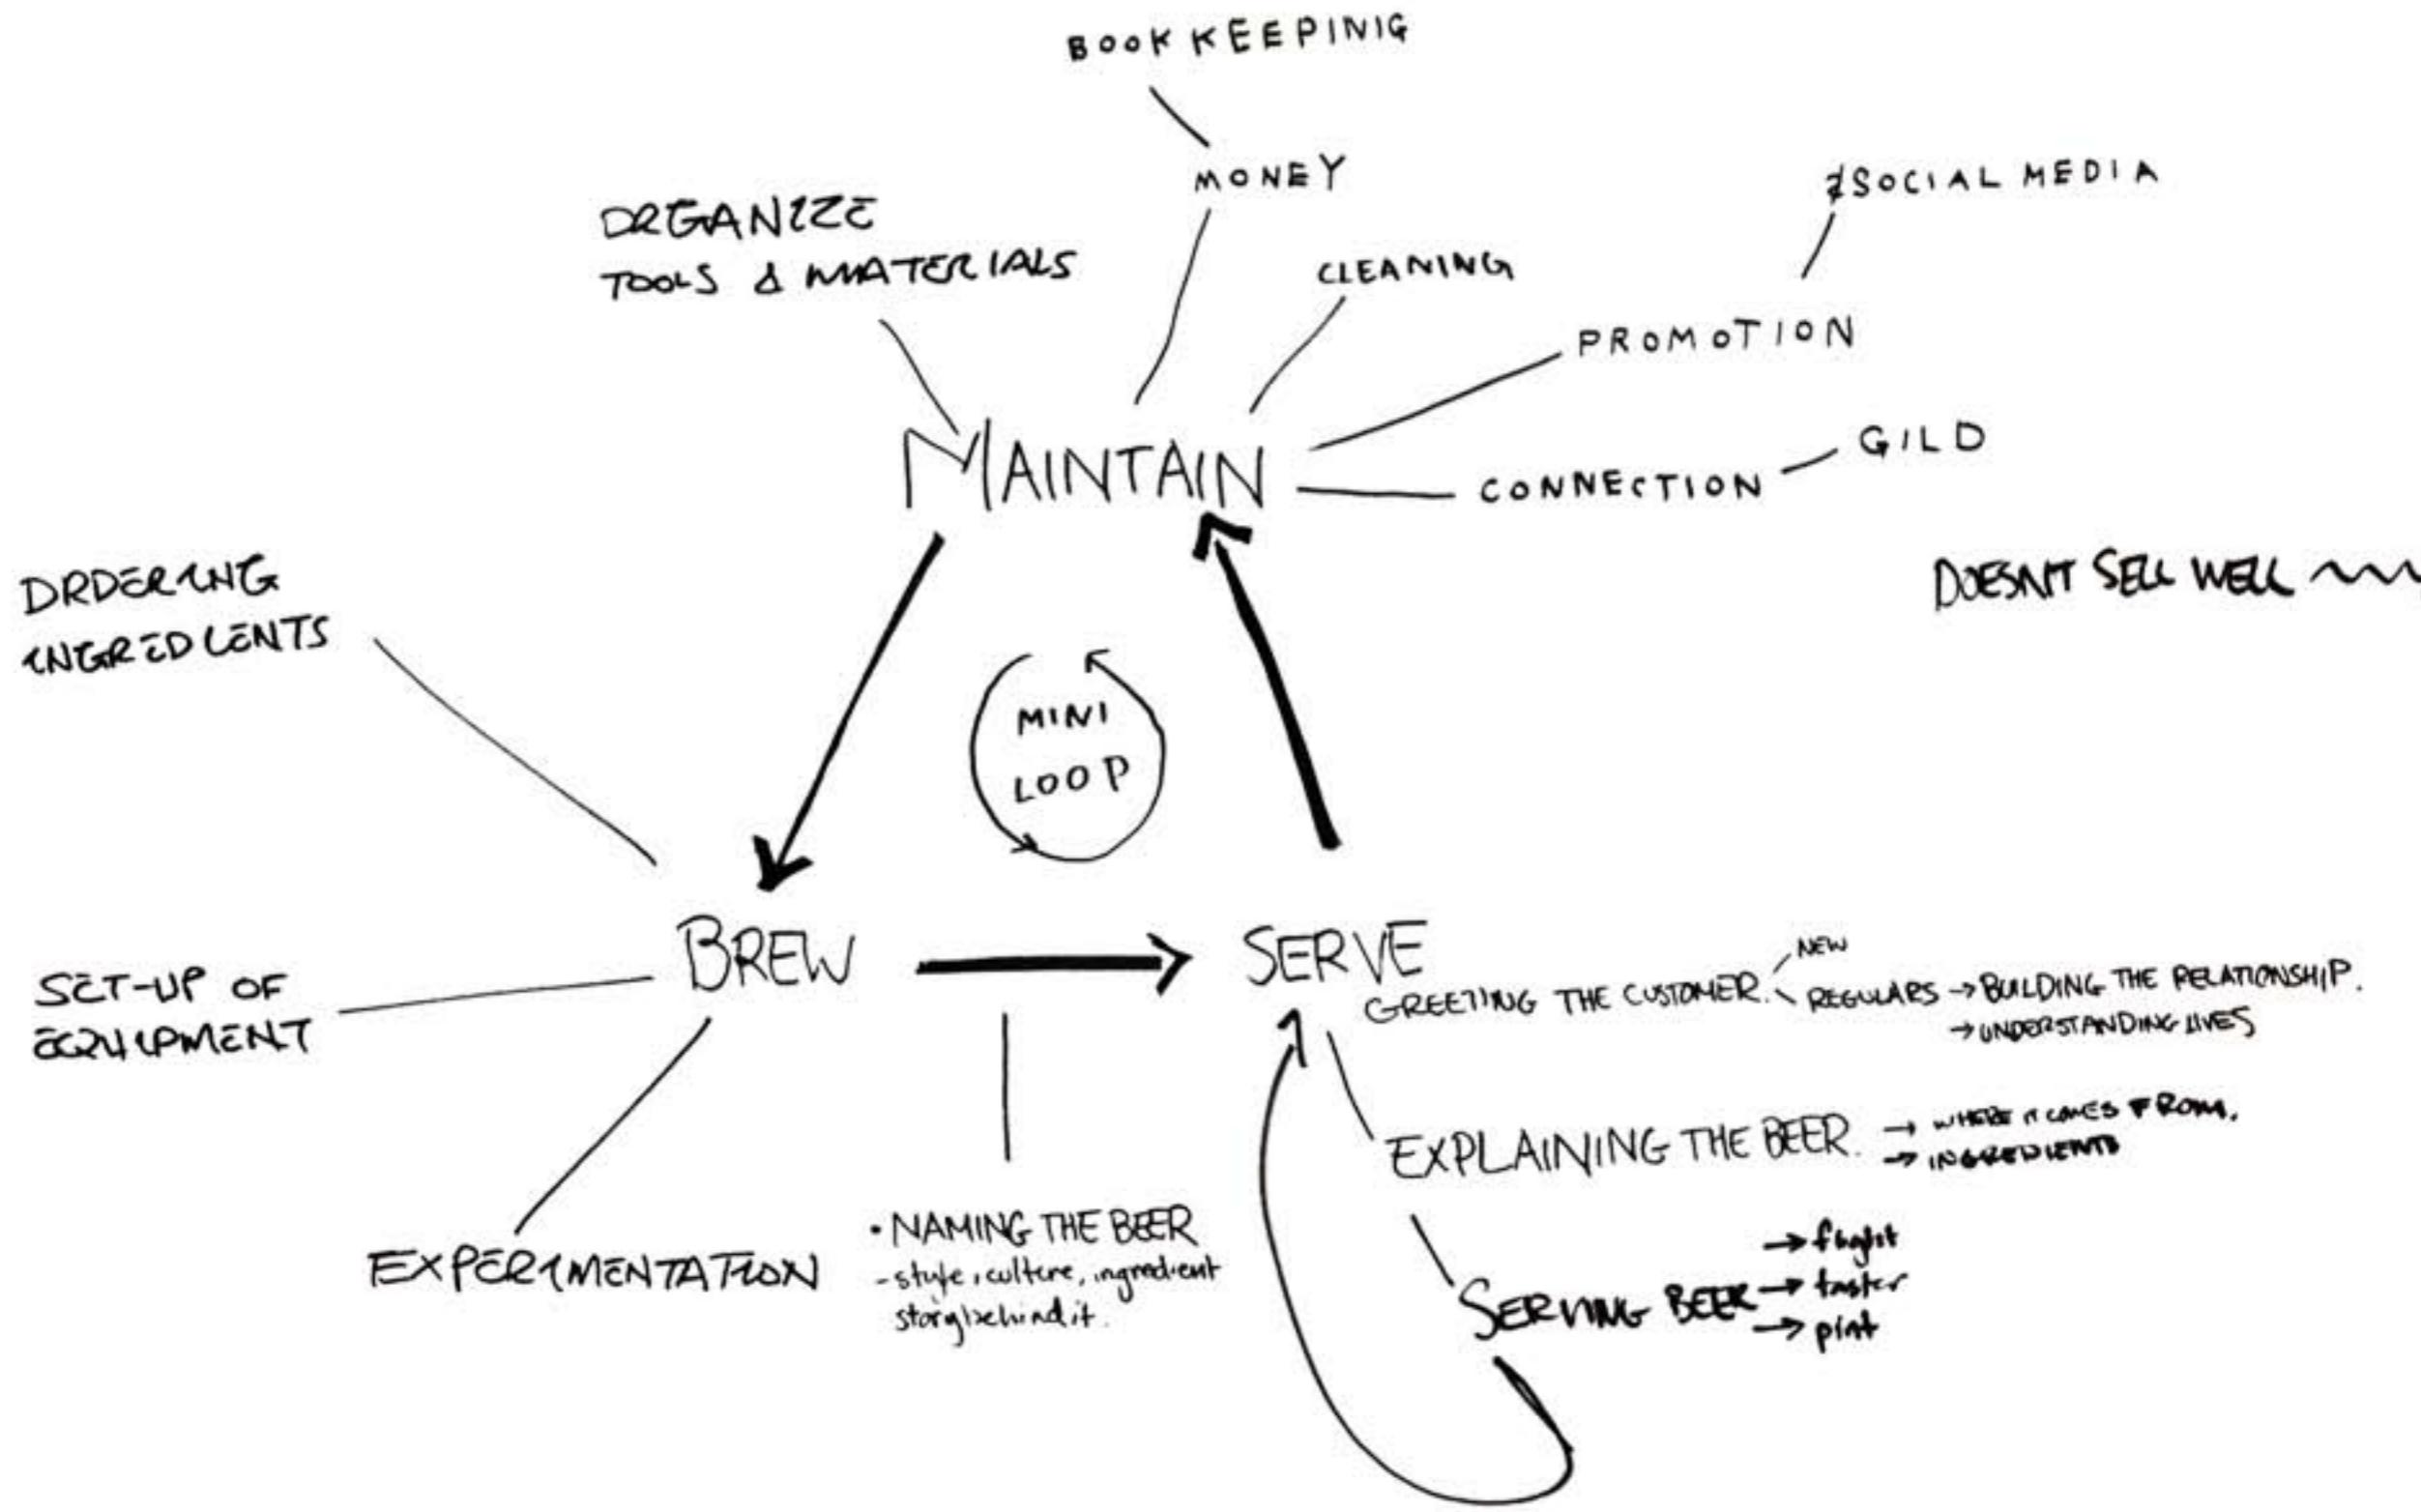 BOOKKEEPINIG
MONEY
SOCIAL MEDIA
ORGANIZE
TOOLS & MATERIALS
CLEANING
PROMOTION
MAINTAIN
GILD
CONNECTION
DOESN'T SELL WELL
ORDERING
INGREDIENTS
MINI
LOOP
BREW
SERVE
NEW
GREETING THE CUSTOMER.
REGULARS → BUILDING THE RELATIONSHIP.
→ UNDERSTANDING LIVES
SET-UP OF
EQUIPMENT
EXPLAINING THE BEER.
→ WHERE IT COMES FROM.
→ INGREDIENTS
EXPERIMENTATION
• NAMING THE BEER
- style, culture, ingredient
story behind it.
SERVING BEER
→ flight
→ taster
→ pint